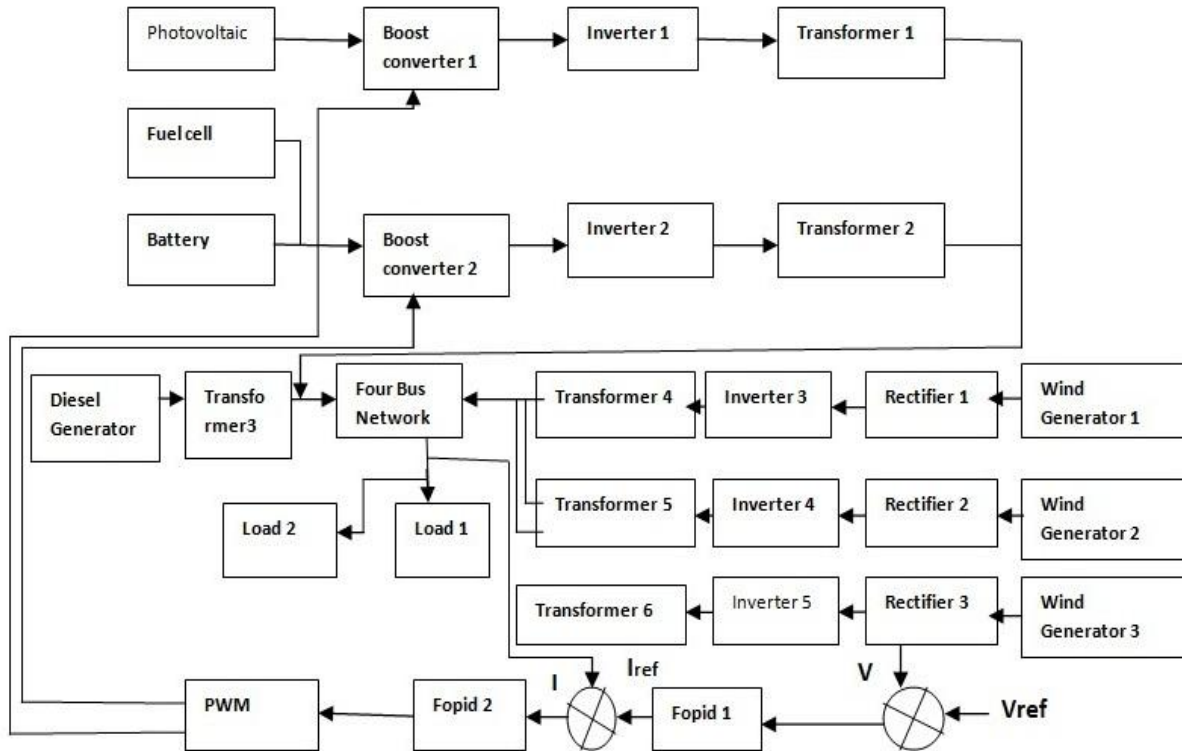 Photovoltaic
Boost
converter 1
Inverter 1
Transformer 1
Fuel cell
Battery
Boost
converter 2
Inverter 2
Transformer 2
Diesel
Generator
Transfo
rmer3
Four Bus
Network
Transformer 4
Inverter 3
Rectifier 1
Wind
Generator 1
Load 2
Load 1
Transformer 5
Inverter 4
Rectifier 2
Wind
Generator 2
Transformer 6
Inverter 5
Rectifier 3
Wind
Generator 3
I
Iref
V
PWM
Fopid 2
Fopid 1
Vref